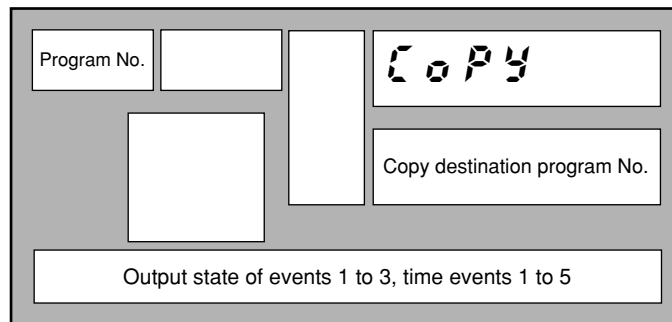 Program No.
CoPY
Copy destination program No.
Output state of events 1 to 3, time events 1 to 5